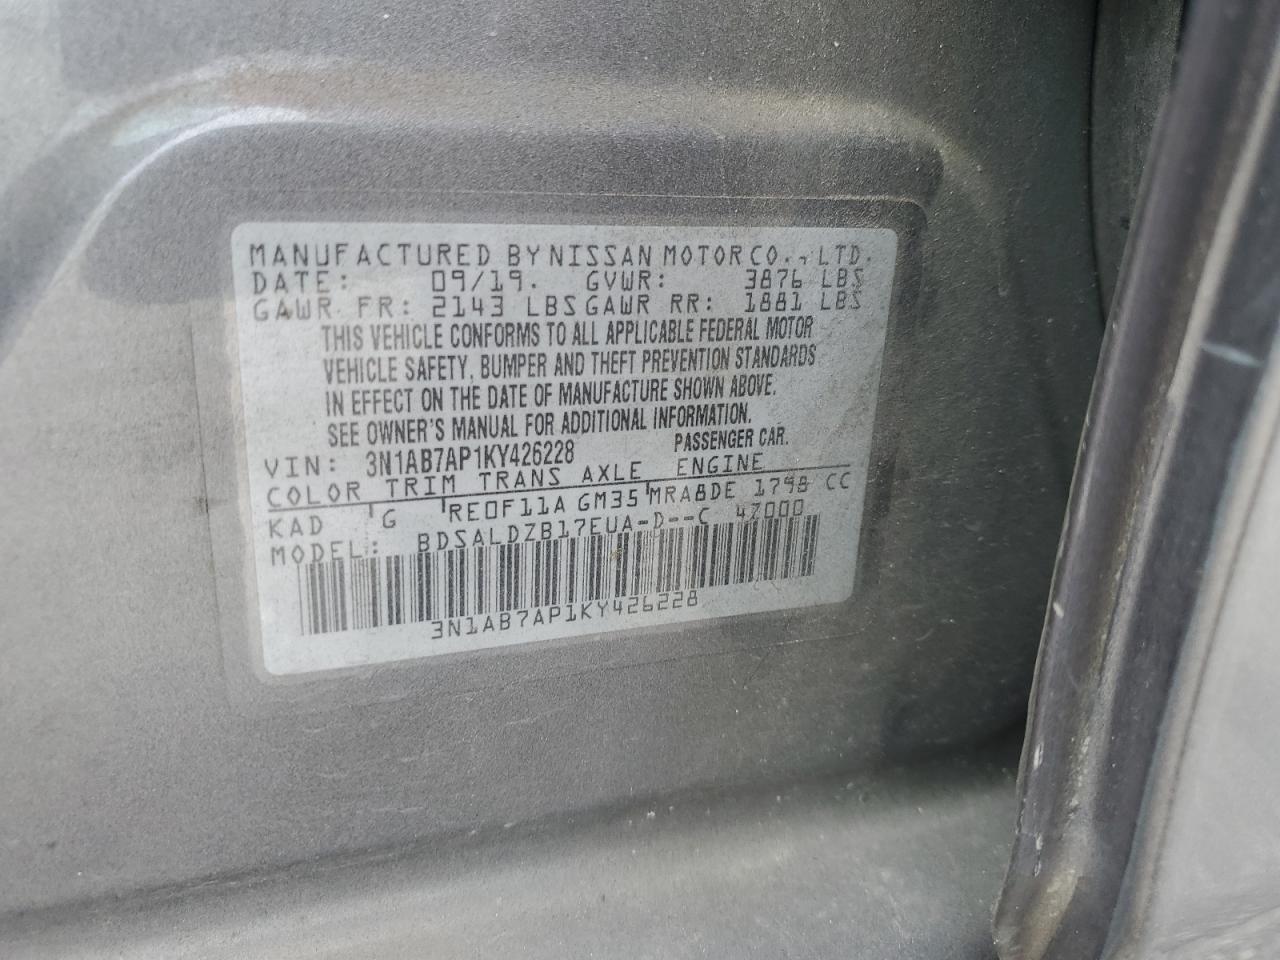 MANUFACTURED BY NISSAN MOTOR CO., LTD.
DATE: 09/19. GVWR: 3876 LBS
GAWR FR: 2143 LBS GAWR RR: 1881 LBS
THIS VEHICLE CONFORMS TO ALL APPLICABLE FEDERAL MOTOR
VEHICLE SAFETY, BUMPER AND THEFT PREVENTION STANDARDS
IN EFFECT ON THE DATE OF MANUFACTURE SHOWN ABOVE.
SEE OWNER'S MANUAL FOR ADDITIONAL INFORMATION.
VIN: 3N1AB7AP1KY426228 PASSENGER CAR.
COLOR TRIM TRANS AXLE ENGINE
KAD G RE0F11A GM35 MRA8DE 1798 CC
MODEL: BDSALDZB17EUA-D--C 4Z000
3N1AB7AP1KY426228